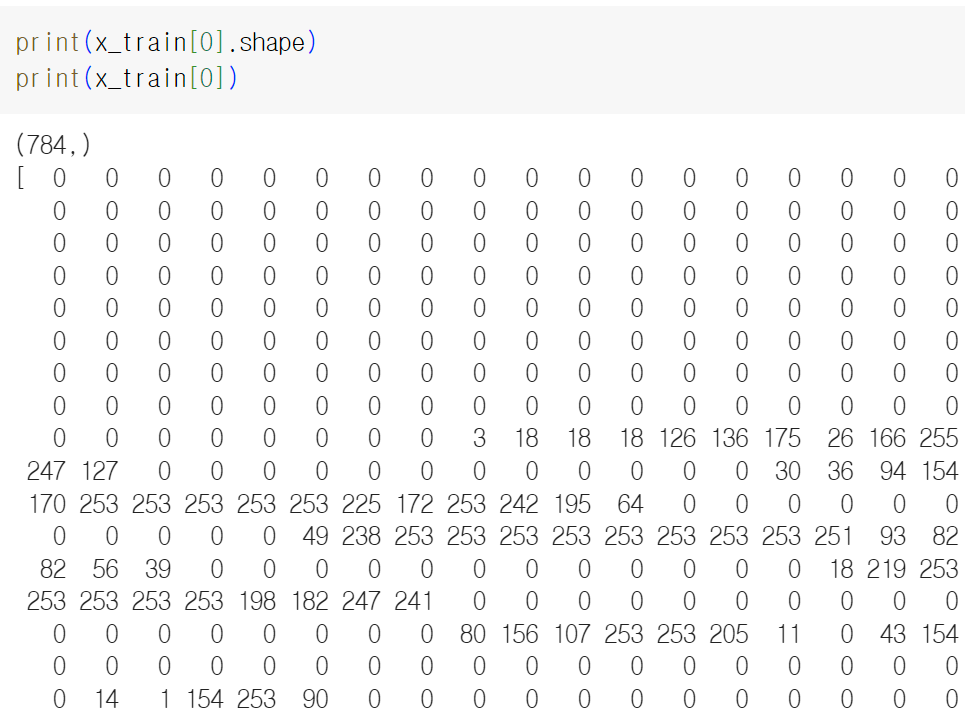 print(x_train[0].shape)
print(x_train[0])
(784,)
[ 0 0 0 0 0 0 0 0 0 0 0 0 0 0 0 0 0 0
0 0 0 0 0 0 0 0 0 0 0 0 0 0 0 0 0 0
0 0 0 0 0 0 0 0 0 0 0 0 0 0 0 0 0 0
0 0 0 0 0 0 0 0 0 0 0 0 0 0 0 0 0 0
0 0 0 0 0 0 0 0 0 0 0 0 0 0 0 0 0 0
0 0 0 0 0 0 0 0 0 0 0 0 0 0 0 0 0 0
0 0 0 0 0 0 0 0 0 0 0 0 0 0 0 0 0 0
0 0 0 0 0 0 0 0 0 0 0 0 0 0 0 0 0 0
0 0 0 0 0 0 0 0 3 18 18 18 126 136 175 26 166 255
247 127 0 0 0 0 0 0 0 0 0 0 0 0 30 36 94 154
170 253 253 253 253 253 225 172 253 242 195 64 0 0 0 0 0 0
0 0 0 0 0 49 238 253 253 253 253 253 253 253 253 251 93 82
82 56 39 0 0 0 0 0 0 0 0 0 0 0 0 18 219 253
253 253 253 253 198 182 247 241 0 0 0 0 0 0 0 0 0 0
0 0 0 0 0 0 0 0 80 156 107 253 253 205 11 0 43 154
0 0 0 0 0 0 0 0 0 0 0 0 0 0 0 0 0 0
0 14 1 154 253 90 0 0 0 0 0 0 0 0 0 0 0 0